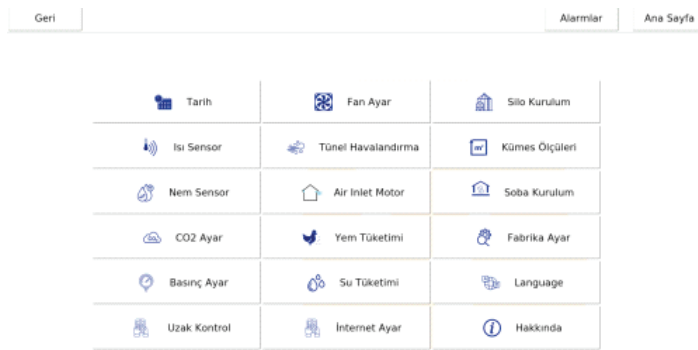 Geri Alarmlar Ana Sayfa
Tarih Fan Ayar Silo Kurulum
Isı Sensor Tünel Havalandırma m² Kümes Ölçüleri
Nem Sensor Air Inlet Motor Soba Kurulum
CO2 Ayar Yem Tüketimi Fabrika Ayar
Basınç Ayar Su Tüketimi Language
Uzak Kontrol İnternet Ayar Hakkında